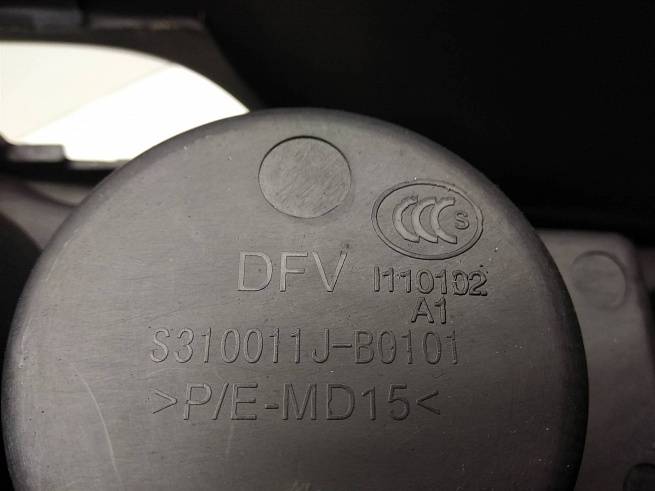 CCC S
DFV I110102
A1
S310011J-B0101
>P/E-MD15<